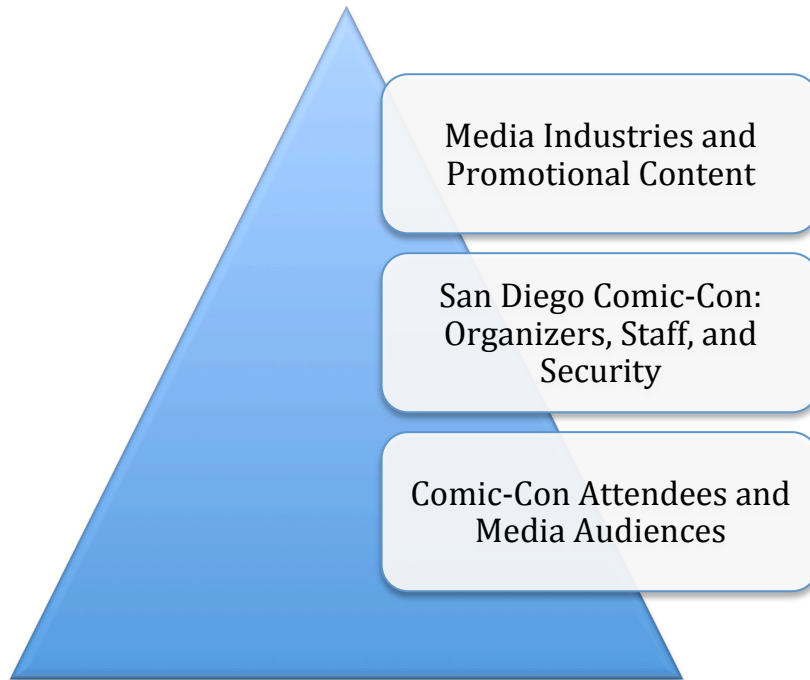 Media Industries and
Promotional Content
San Diego Comic-Con:
Organizers, Staff, and
Security
Comic-Con Attendees and
Media Audiences